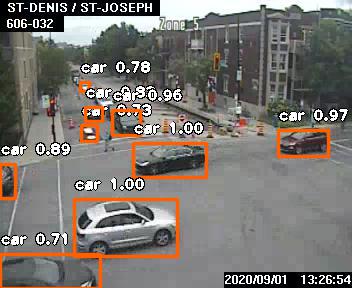 ST-DENIS / ST-JOSEPH
606-032
Zone 5
car 0.78
car 0.96
car 0.73
car 1.00
car 0.97
car 0.89
car 1.00
car 0.71
2020/09/01 13:26:54